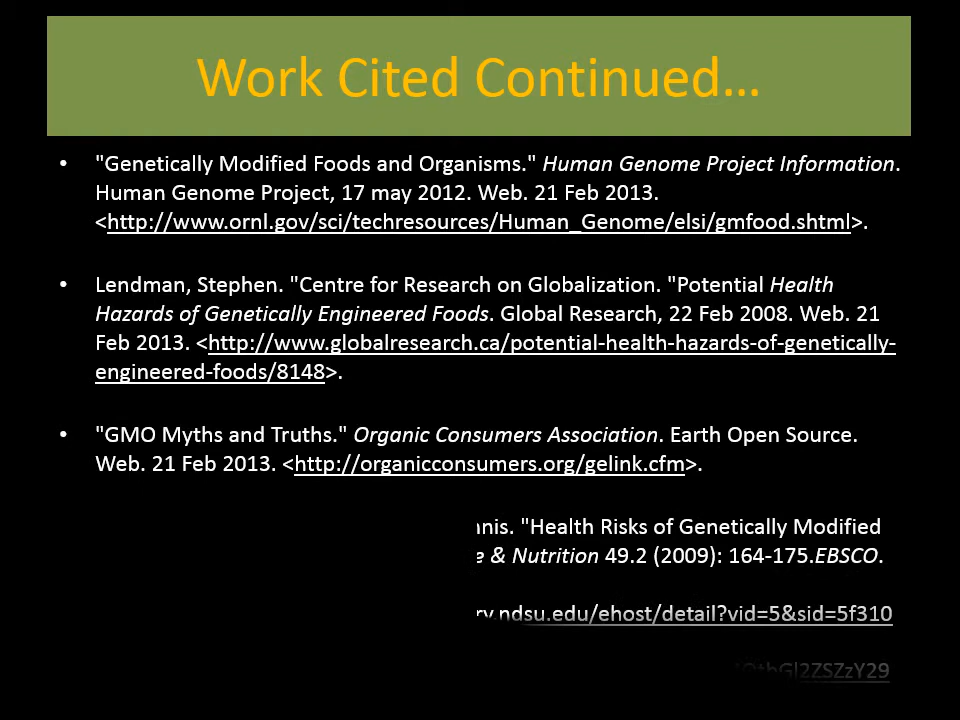 Work Cited Continued…
• "Genetically Modified Foods and Organisms." Human Genome Project Information.
Human Genome Project, 17 may 2012. Web. 21 Feb 2013.
<http://www.ornl.gov/sci/techresources/Human_Genome/elsi/gmfood.shtml>.
• Lendman, Stephen. "Centre for Research on Globalization. "Potential Health
Hazards of Genetically Engineered Foods. Global Research, 22 Feb 2008. Web. 21
Feb 2013. <http://www.globalresearch.ca/potential-health-hazards-of-genetically-
engineered-foods/8148>.
• "GMO Myths and Truths." Organic Consumers Association. Earth Open Source.
Web. 21 Feb 2013. <http://organicconsumers.org/gelink.cfm>.
nnis. "Health Risks of Genetically Modified
e & Nutrition 49.2 (2009): 164-175.EBSCO.
ry.ndsu.edu/ehost/detail?vid=5&sid=5f310